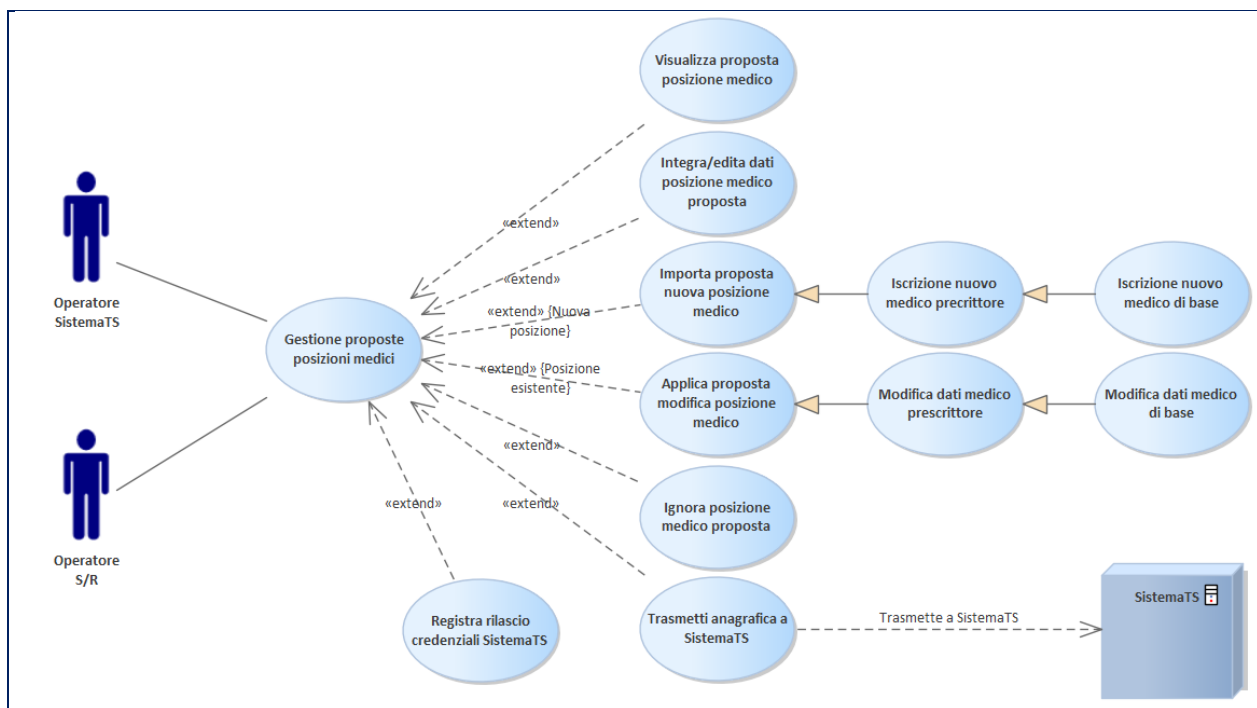 Visualizza proposta
posizione medico
Integra/edita dati
posizione medico
proposta
«extend»
Operatore
SistemaTS
«extend»
Importa proposta
nuova posizione
medico
Iscrizione nuovo
medico precrittore
Iscrizione nuovo
medico di base
«extend» {Nuova
posizione}
Gestione proposte
posizioni medici
«extend» {Posizione
esistente}
Applica proposta
modifica posizione
medico
Modifica dati medico
prescrittore
Modifica dati medico
di base
«extend»
«extend»
«extend»
Ignora posizione
medico proposta
Operatore
S/R
Registra rilascio
credenziali SistemaTS
Trasmetti anagrafica a
SistemaTS
Trasmette a SistemaTS
SistemaTS